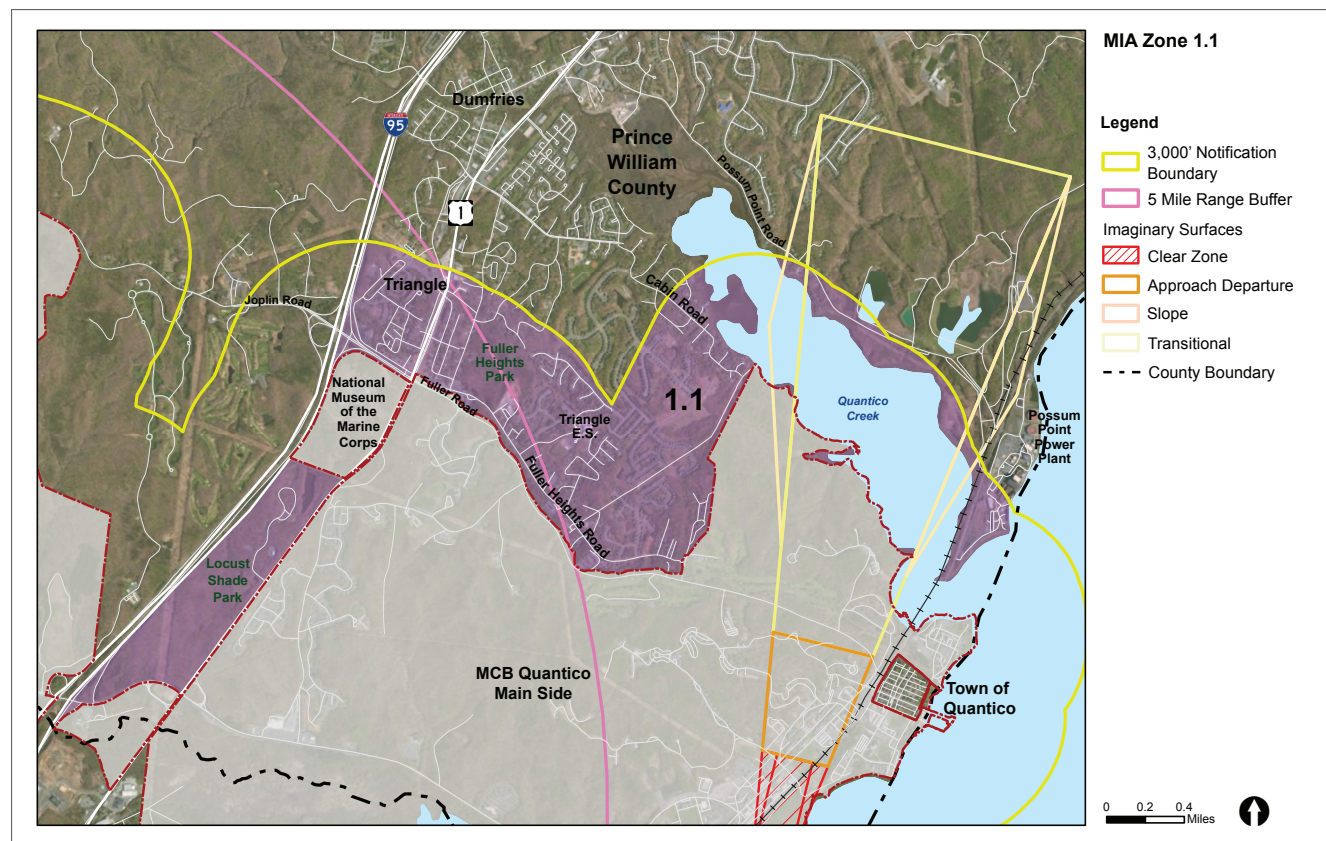 MIA Zone 1.1
Legend
3,000' Notification
Boundary
5 Mile Range Buffer
Imaginary Surfaces
Clear Zone
Approach Departure
Slope
Transitional
County Boundary
0 0.2 0.4
Miles
Dumfries
INTERSTATE
95
Prince
William
County
1
Possum Point Road
Cabin Road
Joplin Road
Triangle
Fuller
Heights
Park
National
Museum
of the
Marine
Corps
Fuller Road
1.1
Triangle
E.S.
Quantico
Creek
Possum
Point
Power
Plant
Fuller Heights Road
Locust
Shade
Park
MCB Quantico
Main Side
Town of
Quantico